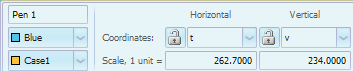 Pen 1 Horizontal Vertical
Blue Coordinates: t v
Case1 Scale, 1 unit = 262.7000 234.0000